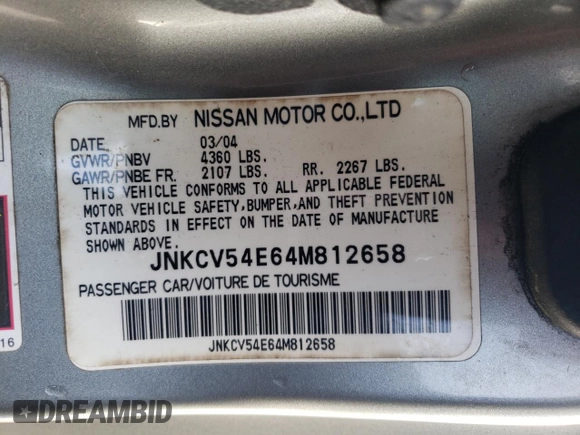 MFD.BY NISSAN MOTOR CO.,LTD
DATE 03/04
GVWR/PNBV 4360 LBS.
GAWR/PNBE FR. 2107 LBS. RR. 2267 LBS.
THIS VEHICLE CONFORMS TO ALL APPLICABLE FEDERAL
MOTOR VEHICLE SAFETY,BUMPER,AND THEFT PREVENTION
STANDARDS IN EFFECT ON THE DATE OF MANUFACTURE
SHOWN ABOVE.
JNKCV54E64M812658
PASSENGER CAR/VOITURE DE TOURISME
JNKCV54E64M812658
16
DREAMBID